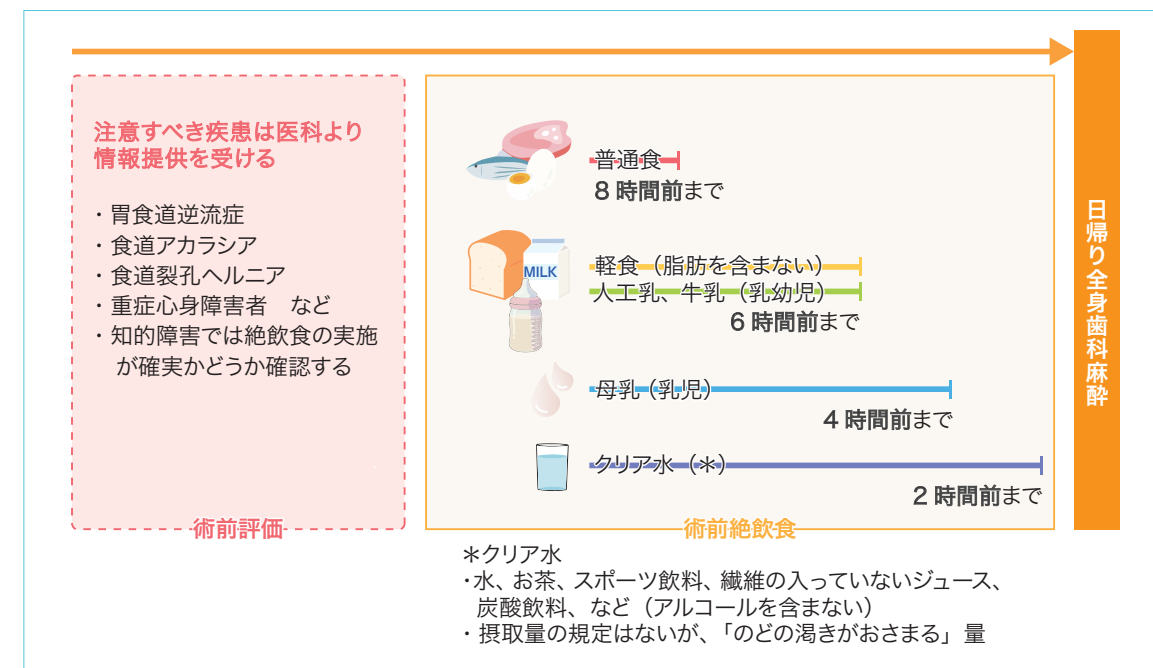 注意すべき疾患は医科より
情報提供を受ける
・胃食道逆流症
・食道アカラシア
・食道裂孔ヘルニア
・重症心身障害者　など
・知的障害では絶飲食の実施
が確実かどうか確認する
術前評価
普通食
8 時間前まで
MILK
軽食（脂肪を含まない）
人工乳、牛乳（乳幼児）
6 時間前まで
母乳（乳児）
4 時間前まで
クリア水（＊）
2 時間前まで
術前絶飲食
日帰り全身歯科麻酔
＊クリア水
・水、お茶、スポーツ飲料、繊維の入っていないジュース、
炭酸飲料、など（アルコールを含まない）
・摂取量の規定はないが、「のどの渇きがおさまる」量